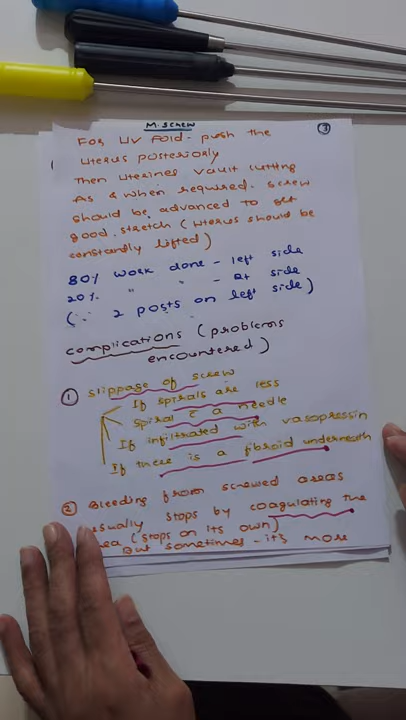 M. SCREW
③
For UV Fold - push the
Uterus posteriorly
Then Uterines vault cutting
As & when required. screw
should be advanced to get
good stretch (Uterus should be
constantly lifted)
80% work done - left side
20% " " - Rt side
(∵ 2 posts on left side)
complications (problems
encountered)
① Slippage of screw
If spirals are less
Spiral c̄ a needle
If infiltrated with vasopressin
If there is a fibroid underneath
② Bleeding from screwed areas
usually stops by coagulating the
area (stops on its own)
But sometimes - its more